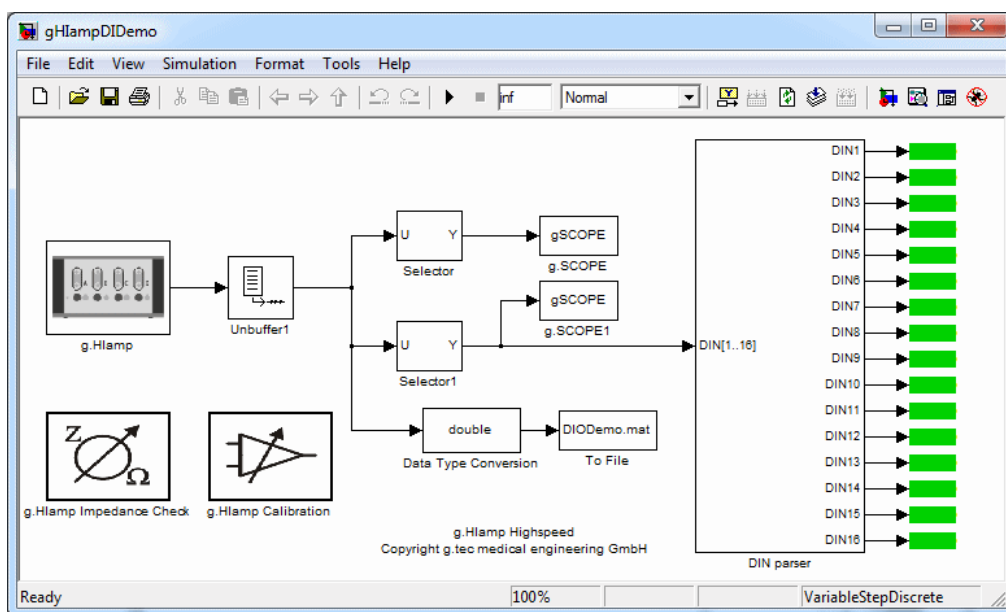 gHIampDIDemo
File Edit View Simulation Format Tools Help
inf Normal
DIN1
DIN2
DIN3
DIN4
DIN5
DIN6
DIN7
DIN8
DIN9
DIN10
DIN11
DIN12
DIN13
DIN14
DIN15
DIN16
DIN[1..16]
DIN parser
U Y
Selector
gSCOPE
g.SCOPE
gSCOPE
g.SCOPE1
g.HIamp
Unbuffer1
U Y
Selector1
double
Data Type Conversion
DIODemo.mat
To File
Z Ω
g.HIamp Impedance Check
g.HIamp Calibration
g.HIamp Highspeed
Copyright g.tec medical engineering GmbH
Ready 100% VariableStepDiscrete